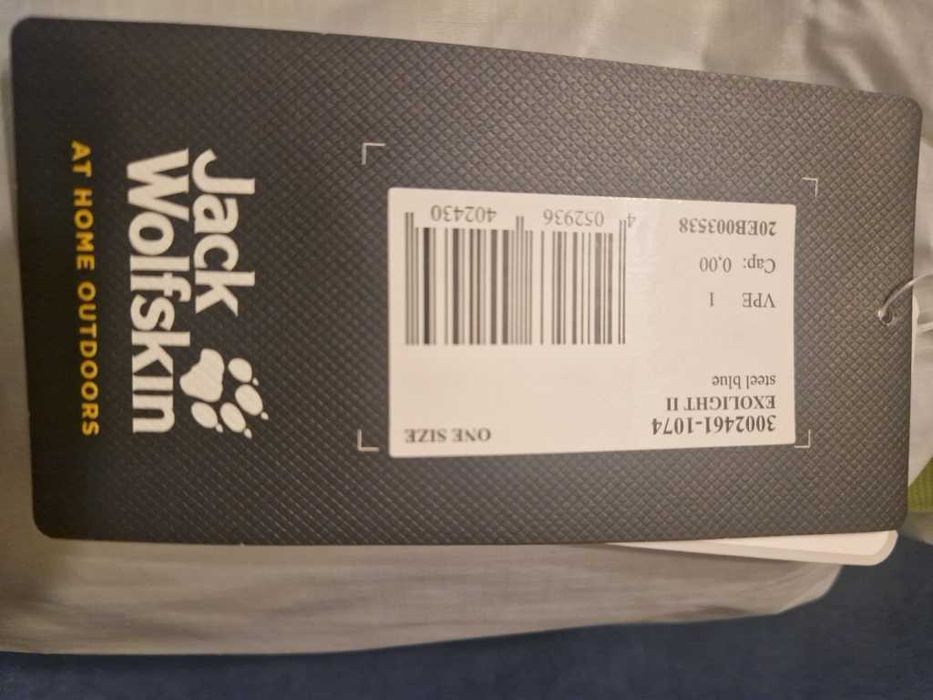 Jack
Wolfskin
AT HOME OUTDOORS
3002461-1074
ONE SIZE
EXOLIGHT II
steel blue
VPE 1
Cap: 0,00
20EB003538
4 052936 402430